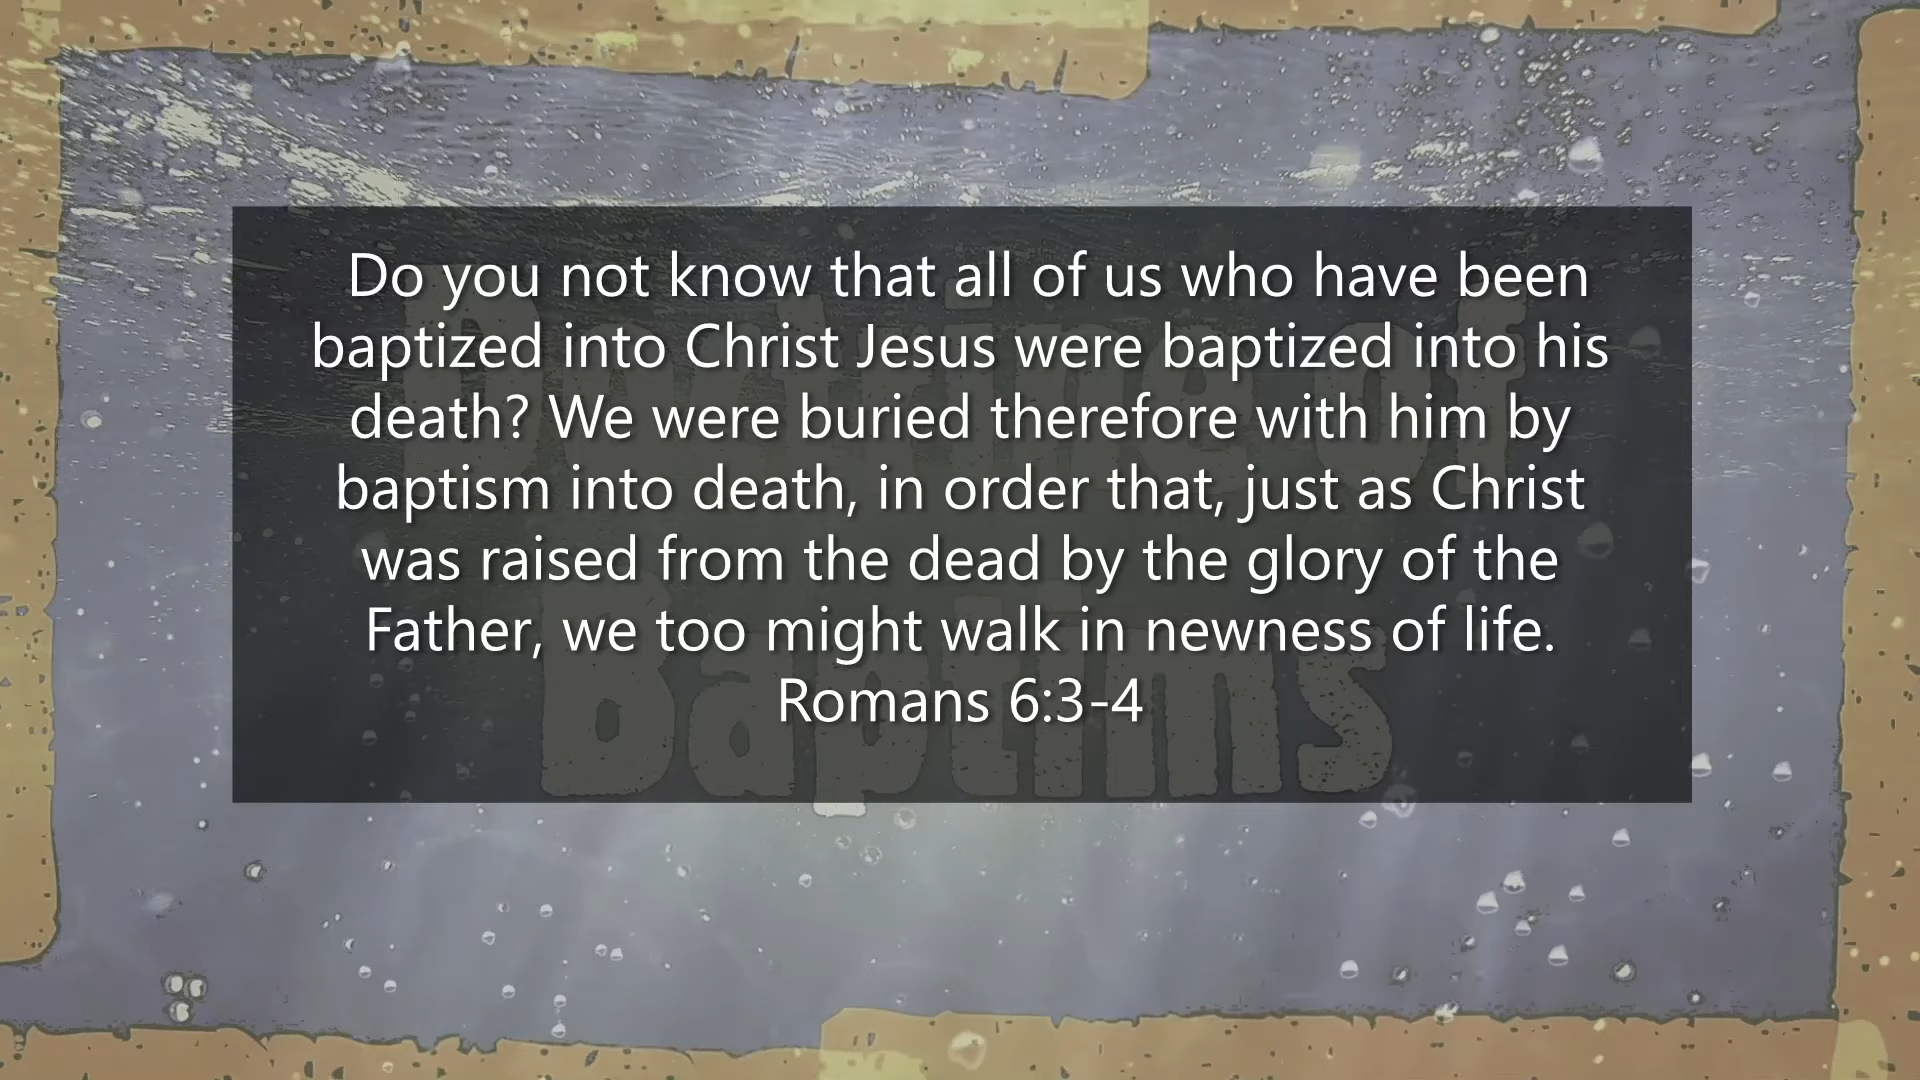 Do you not know that all of us who have been
baptized into Christ Jesus were baptized into his
death? We were buried therefore with him by
baptism into death, in order that, just as Christ
was raised from the dead by the glory of the
Father, we too might walk in newness of life.
Romans 6:3-4
Doctrine of
Baptims